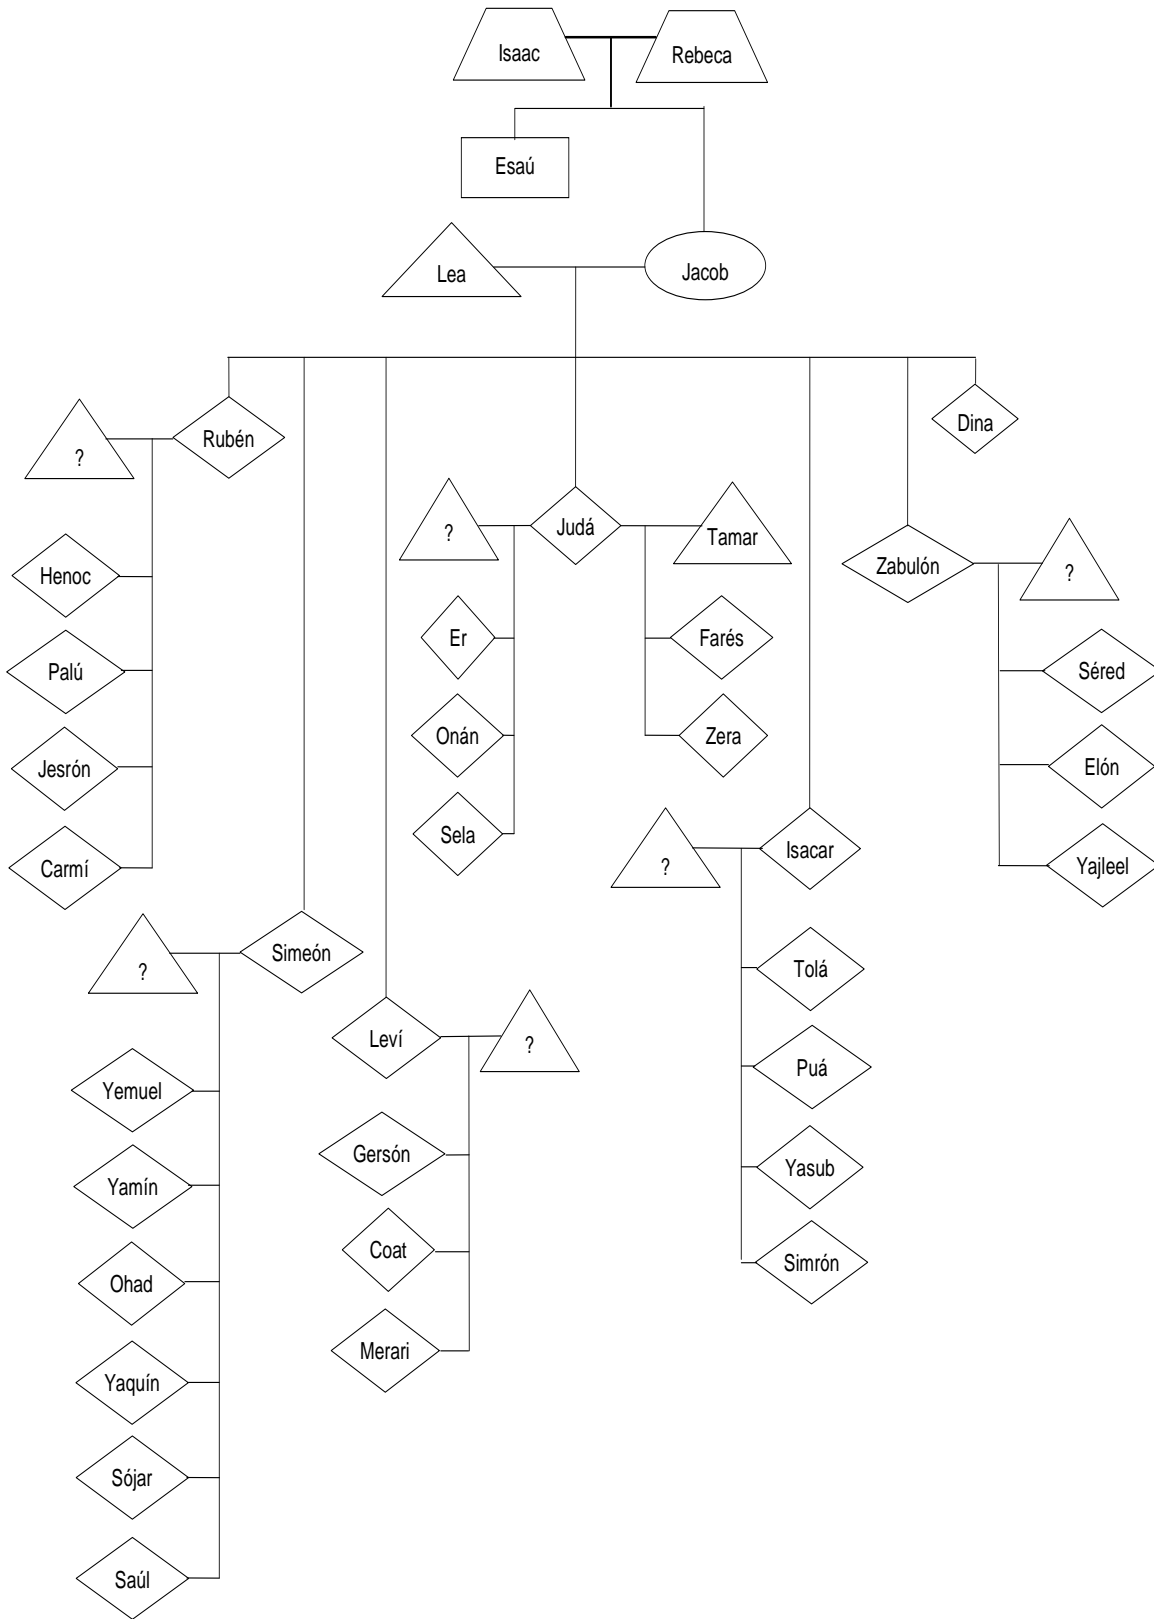 Isaac
Rebeca
Esaú
Lea
Jacob
Dina
?
Rubén
?
Judá
Tamar
Zabulón
?
Henoc
Er
Farés
Palú
Séred
Onán
Zera
Jesrón
Elón
Sela
Isacar
?
Carmí
Yajleel
Simeón
?
Tolá
Leví
?
Puá
Yemuel
Gersón
Yasub
Yamín
Coat
Simrón
Ohad
Merari
Yaquín
Sójar
Saúl